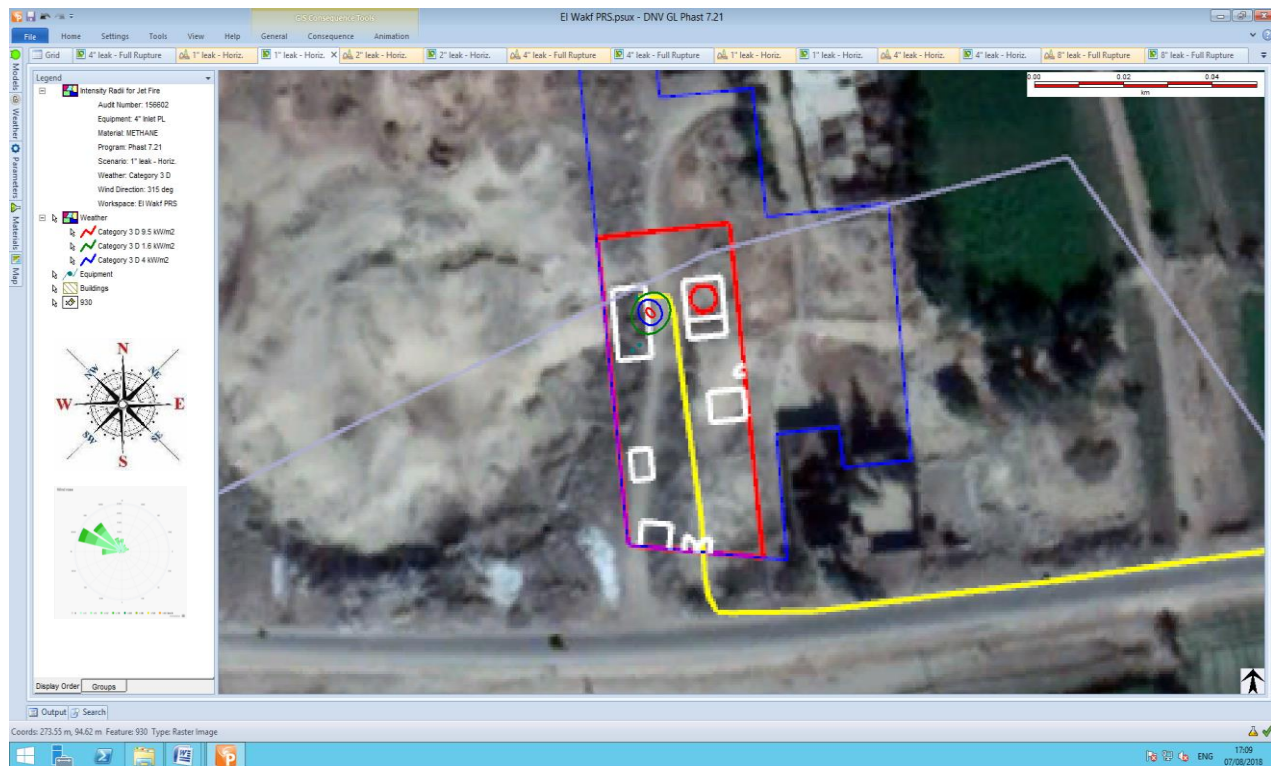 GIS Consequence Tools
El Wakf PRS.psux - DNV GL Phast 7.21
File Home Settings Tools View Help General Consequence Animation
Grid 4" leak - Full Rupture 1" leak - Horiz. 1" leak - Horiz. 2" leak - Horiz. 2" leak - Horiz. 4" leak - Full Rupture 4" leak - Full Rupture 1" leak - Horiz. 1" leak - Horiz. 4" leak - Horiz. 4" leak - Horiz. 8" leak - Full Rupture 8" leak - Full Rupture
Models
Weather
Parameters
Materials
Map
Legend
Intensity Radii for Jet Fire
Audit Number: 156602
Equipment: 4" Inlet PL
Material: METHANE
Program: Phast 7.21
Scenario: 1" leak - Horiz.
Weather: Category 3 D
Wind Direction: 315 deg
Workspace: El Wakf PRS
Weather
Category 3 D 9.5 kW/m2
Category 3 D 1.6 kW/m2
Category 3 D 4 kW/m2
Equipment
Buildings
930
N
NW NE
W E
SW SE
S
0.00 0.02 0.04
km
Display Order Groups
Output Search
Coords: 273.55 m, 94.62 m Feature: 930 Type: Raster Image
ENG
17:09
07/08/2018